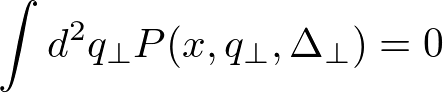 ∫ d²q⊥P(x, q⊥, Δ⊥) = 0